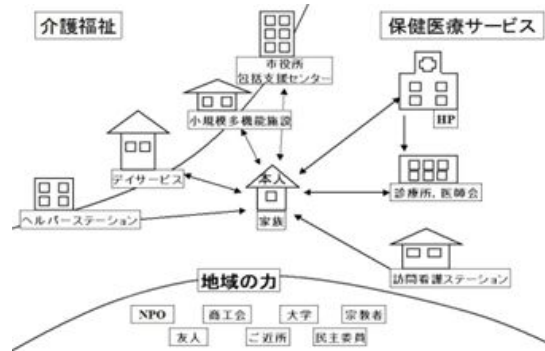 介護福祉
保健医療サービス
市役所
包括支援センター
小規模多機能施設
HP
デイサービス
本人
診療所、医師会
ヘルパーステーション
家族
訪問看護ステーション
地域の力
NPO
商工会
大学
宗教者
友人
ご近所
民主委員